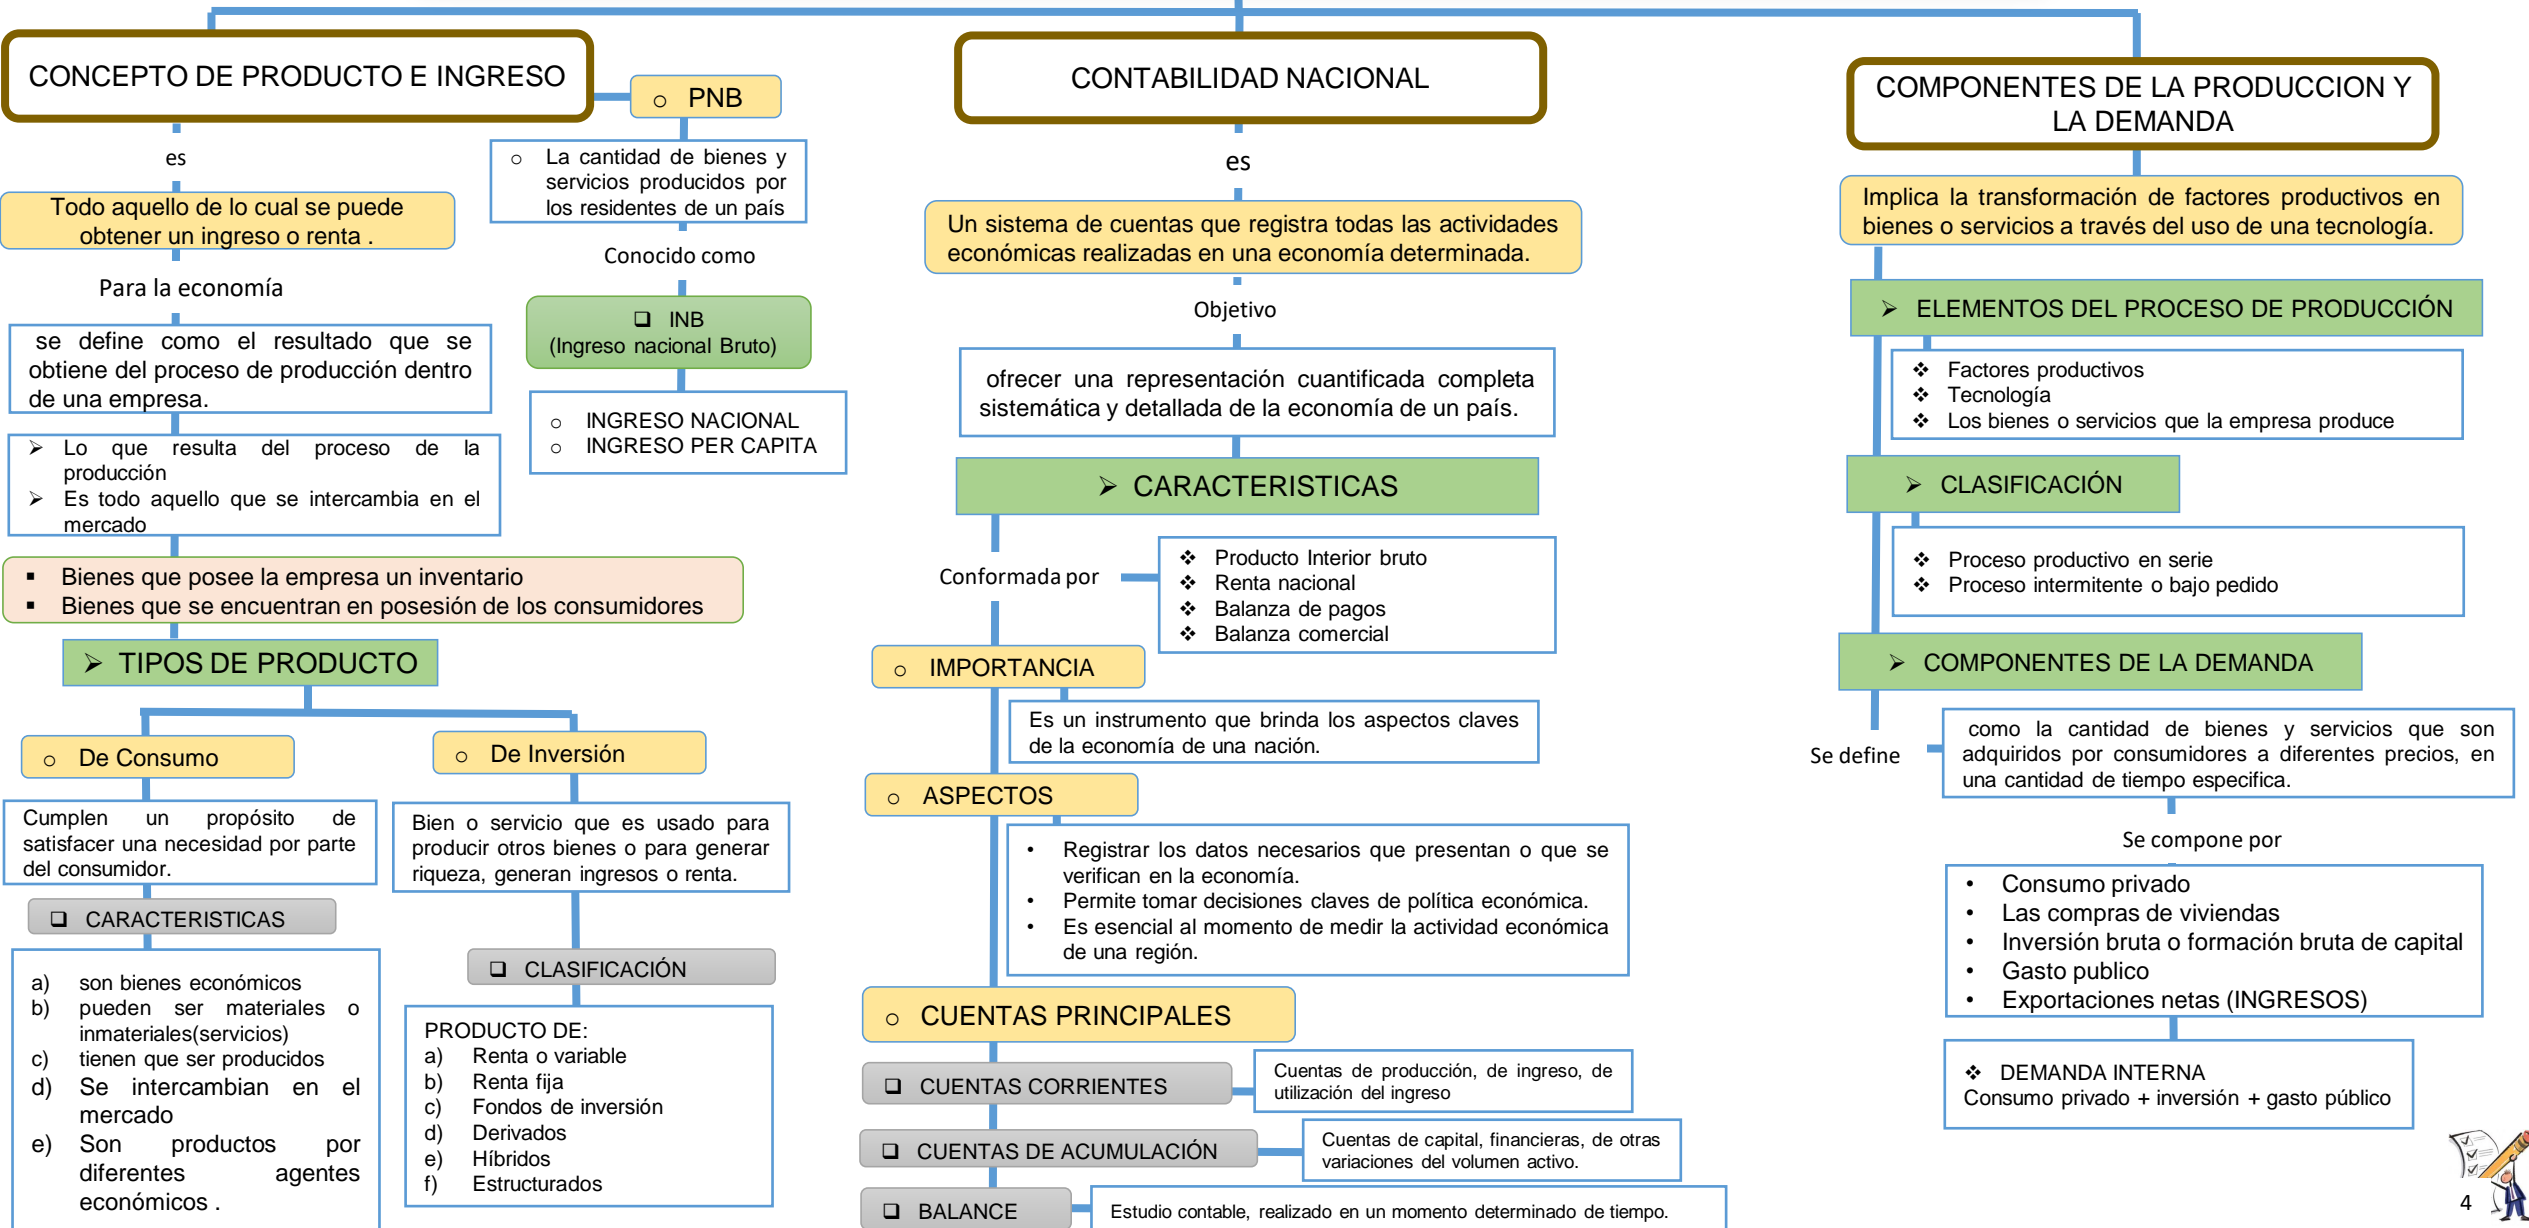 CONCEPTO DE PRODUCTO E INGRESO
es
Todo aquello de lo cual se puede
obtener un ingreso o renta .
Para la economía
se define como el resultado que se
obtiene del proceso de producción dentro
de una empresa.
➢ Lo que resulta del proceso de la
producción
➢ Es todo aquello que se intercambia en el
mercado
▪ Bienes que posee la empresa un inventario
▪ Bienes que se encuentran en posesión de los consumidores
➢ TIPOS DE PRODUCTO
o De Consumo
Cumplen un propósito de
satisfacer una necesidad por parte
del consumidor.
❑ CARACTERISTICAS
a) son bienes económicos
b) pueden ser materiales o
inmateriales(servicios)
c) tienen que ser producidos
d) Se intercambian en el
mercado
e) Son productos por
diferentes agentes
económicos .
o De Inversión
Bien o servicio que es usado para
producir otros bienes o para generar
riqueza, generan ingresos o renta.
❑ CLASIFICACIÓN
PRODUCTO DE:
a) Renta o variable
b) Renta fija
c) Fondos de inversión
d) Derivados
e) Híbridos
f) Estructurados
o PNB
o La cantidad de bienes y
servicios producidos por
los residentes de un país
Conocido como
❑ INB
(Ingreso nacional Bruto)
o INGRESO NACIONAL
o INGRESO PER CAPITA
CONTABILIDAD NACIONAL
es
Un sistema de cuentas que registra todas las actividades
económicas realizadas en una economía determinada.
Objetivo
ofrecer una representación cuantificada completa
sistemática y detallada de la economía de un país.
➢ CARACTERISTICAS
Conformada por
❖ Producto Interior bruto
❖ Renta nacional
❖ Balanza de pagos
❖ Balanza comercial
o IMPORTANCIA
Es un instrumento que brinda los aspectos claves
de la economía de una nación.
o ASPECTOS
• Registrar los datos necesarios que presentan o que se
verifican en la economía.
• Permite tomar decisiones claves de política económica.
• Es esencial al momento de medir la actividad económica
de una región.
o CUENTAS PRINCIPALES
❑ CUENTAS CORRIENTES
Cuentas de producción, de ingreso, de
utilización del ingreso
❑ CUENTAS DE ACUMULACIÓN
Cuentas de capital, financieras, de otras
variaciones del volumen activo.
❑ BALANCE
Estudio contable, realizado en un momento determinado de tiempo.
COMPONENTES DE LA PRODUCCION Y
LA DEMANDA
Implica la transformación de factores productivos en
bienes o servicios a través del uso de una tecnología.
➢ ELEMENTOS DEL PROCESO DE PRODUCCIÓN
❖ Factores productivos
❖ Tecnología
❖ Los bienes o servicios que la empresa produce
➢ CLASIFICACIÓN
❖ Proceso productivo en serie
❖ Proceso intermitente o bajo pedido
➢ COMPONENTES DE LA DEMANDA
Se define
como la cantidad de bienes y servicios que son
adquiridos por consumidores a diferentes precios, en
una cantidad de tiempo especifica.
Se compone por
• Consumo privado
• Las compras de viviendas
• Inversión bruta o formación bruta de capital
• Gasto publico
• Exportaciones netas (INGRESOS)
❖ DEMANDA INTERNA
Consumo privado + inversión + gasto público
4